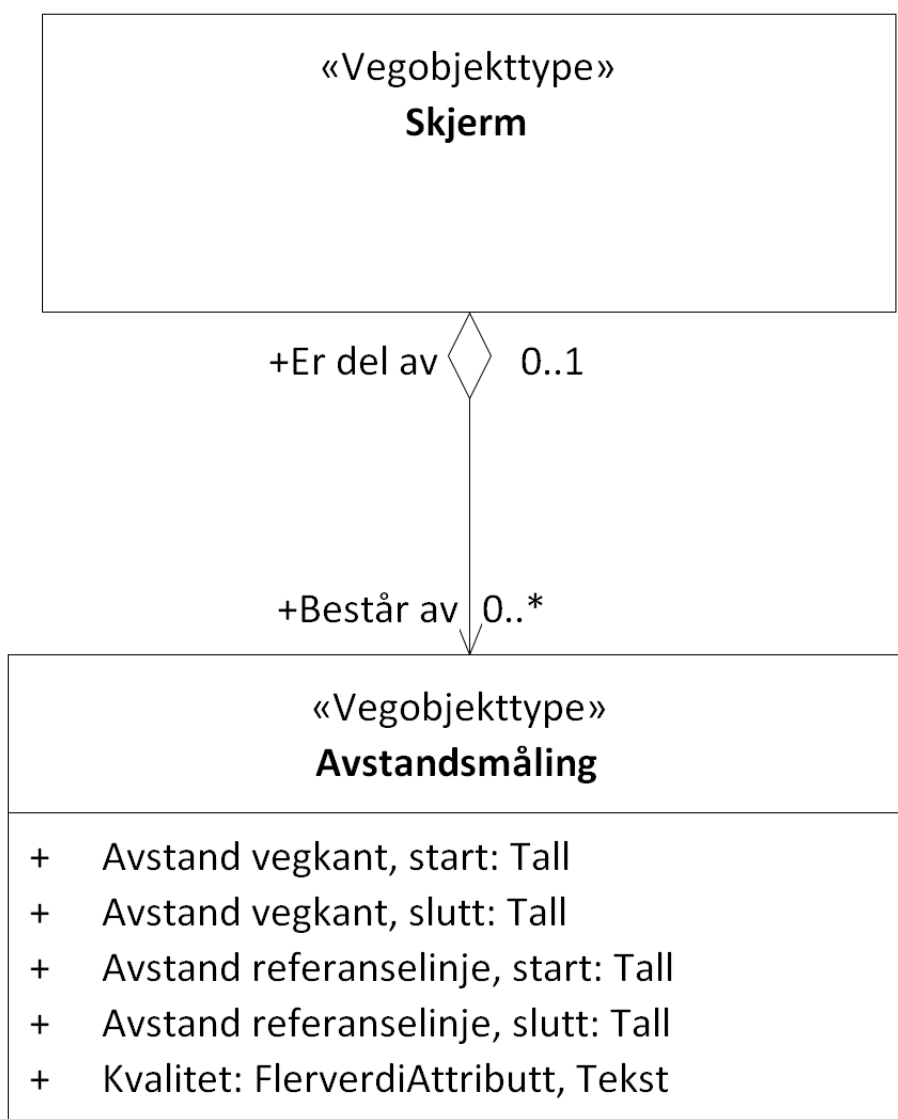 «Vegobjekttype»
Skjerm
+Er del av 0..1
+Består av 0..*
«Vegobjekttype»
Avstandsmåling
+ Avstand vegkant, start: Tall
+ Avstand vegkant, slutt: Tall
+ Avstand referanselinje, start: Tall
+ Avstand referanselinje, slutt: Tall
+ Kvalitet: FlerverdiAttributt, Tekst